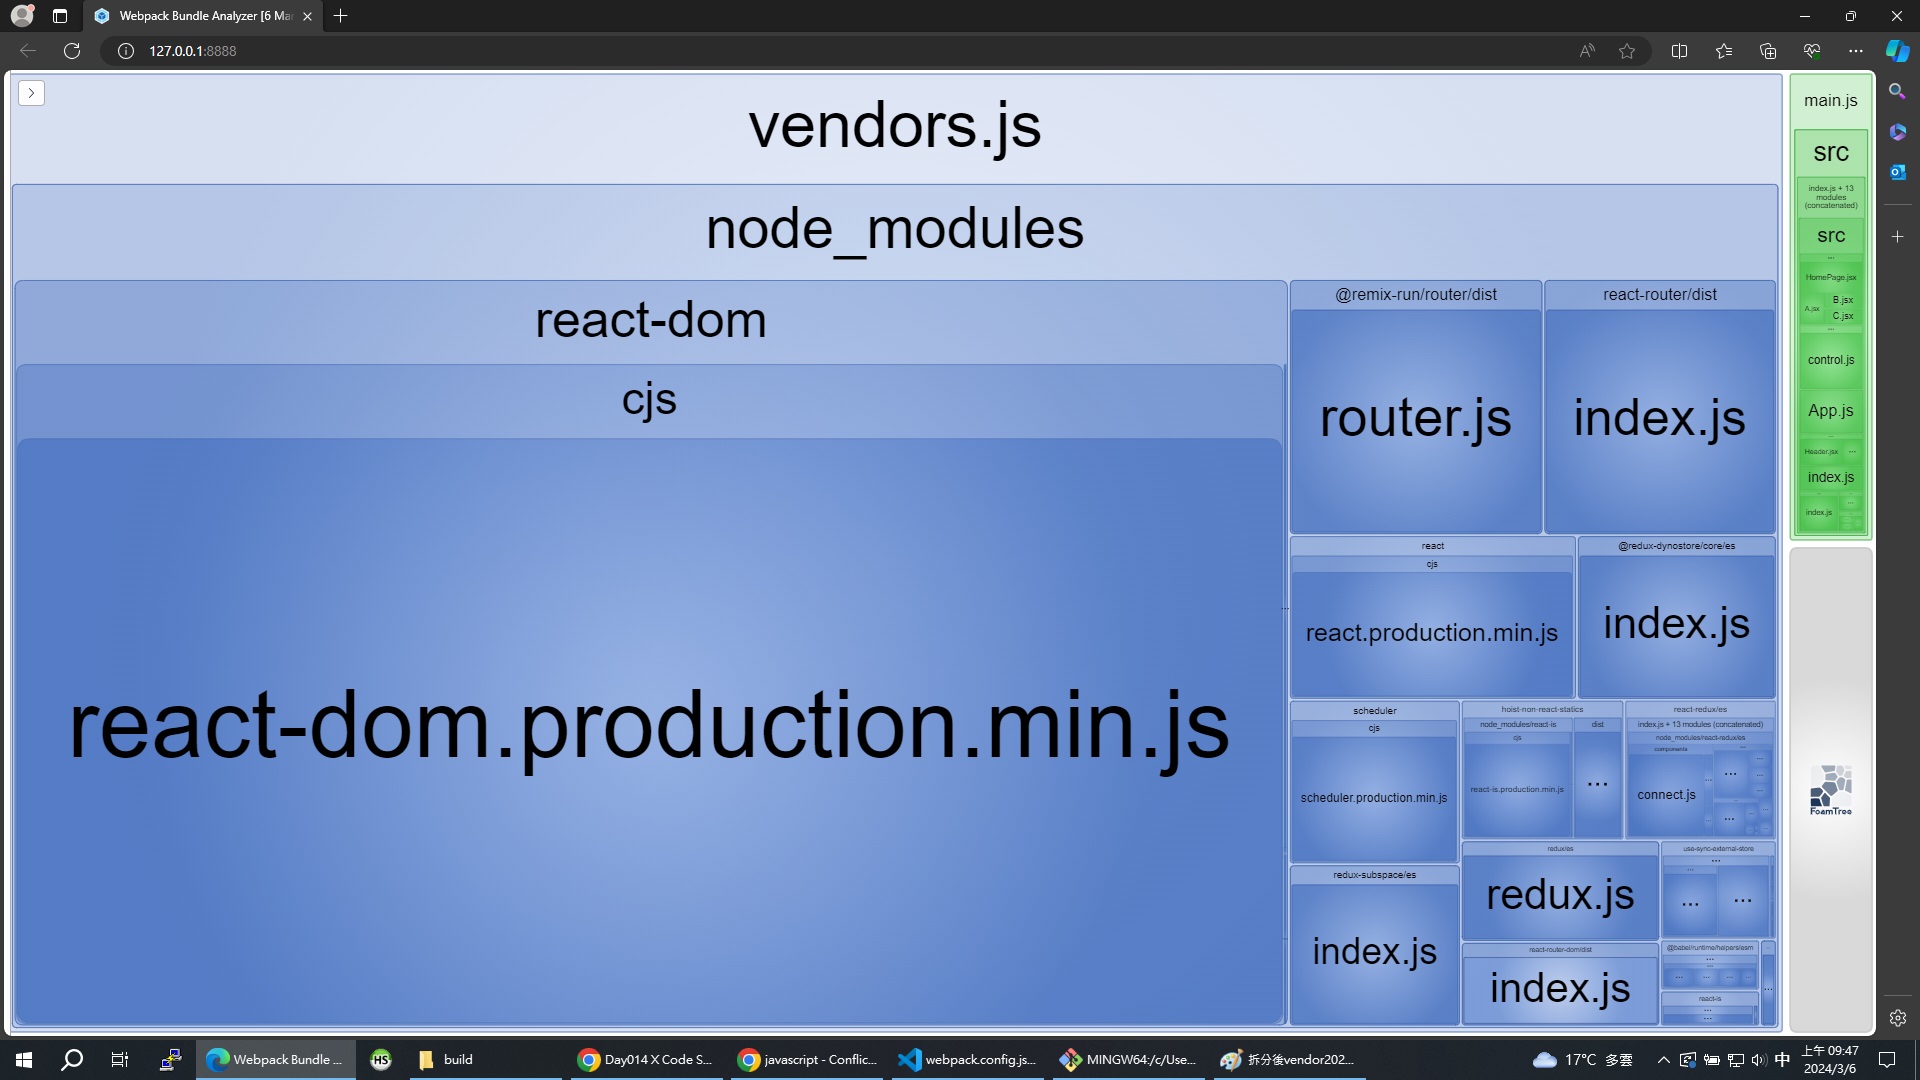 Webpack Bundle Analyzer [6 Mar
127.0.0.1:8888
vendors.js
node_modules
react-dom
cjs
react-dom.production.min.js
@remix-run/router/dist
router.js
react-router/dist
index.js
react
cjs
react.production.min.js
@redux-dynostore/core/es
index.js
scheduler
cjs
scheduler.production.min.js
hoist-non-react-statics
node_modules/react-is
cjs
react-is.production.min.js
dist
...
react-redux/es
index.js + 13 modules (concatenated)
node_modules/react-redux/es
components
connect.js
redux-subspace/es
index.js
redux/es
redux.js
react-router-dom/dist
index.js
use-sync-external-store
...
@babel/runtime/helpers/esm
...
react-is
...
main.js
src
index.js + 13
modules
(concatenated)
src
...
HomePage.jsx
A.jsx
B.jsx
C.jsx
...
control.js
App.js
...
Header.jsx
...
index.js
index.js
FoamTree
Webpack Bundle ...
HS
build
Day014 X Code S...
javascript - Conflic...
webpack.config.js...
MINGW64:/c/Use...
拆分後vendor202...
17°C 多雲
中
上午 09:47
2024/3/6